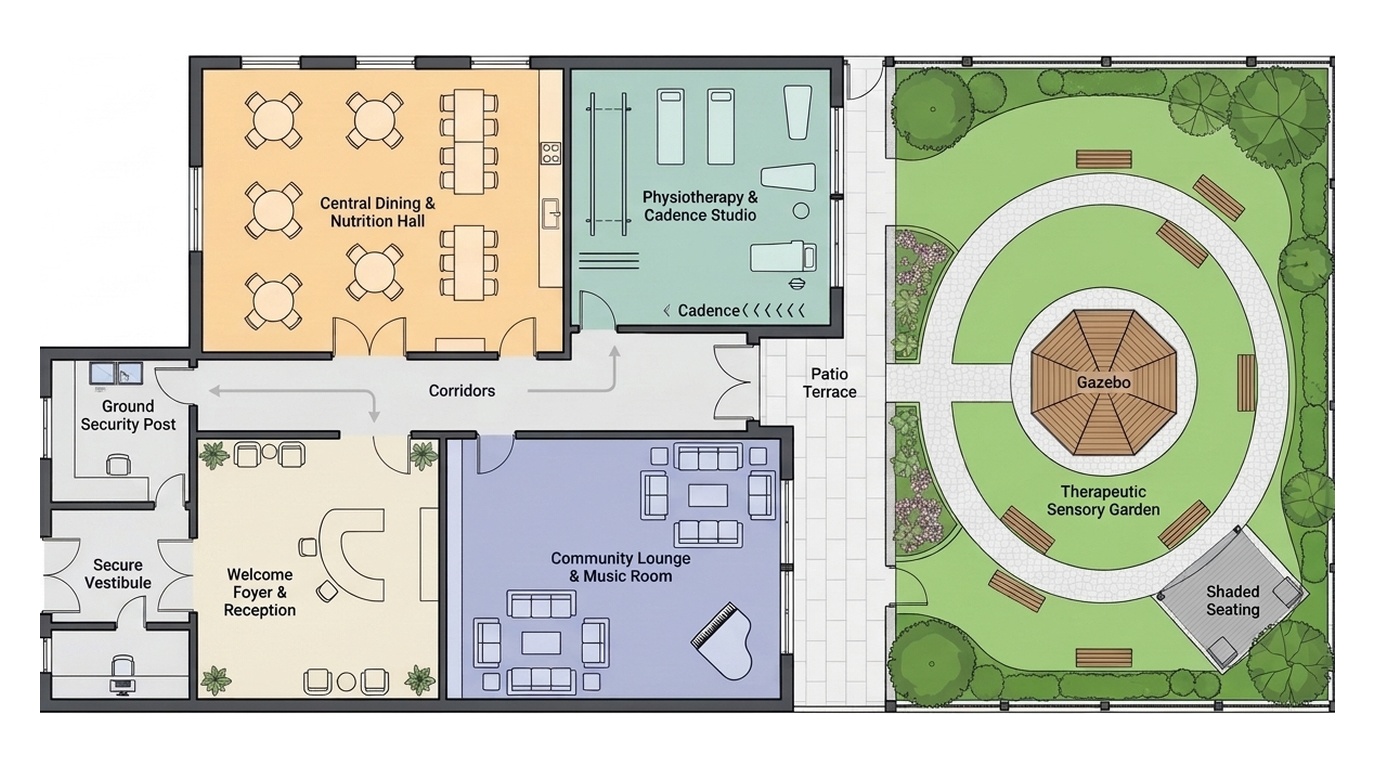 Central Dining &
Nutrition Hall
Physiotherapy &
Cadence Studio
Cadence
Corridors
Patio
Terrace
Gazebo
Ground
Security Post
Therapeutic
Sensory Garden
Secure
Vestibule
Welcome
Foyer &
Reception
Community Lounge
& Music Room
Shaded
Seating